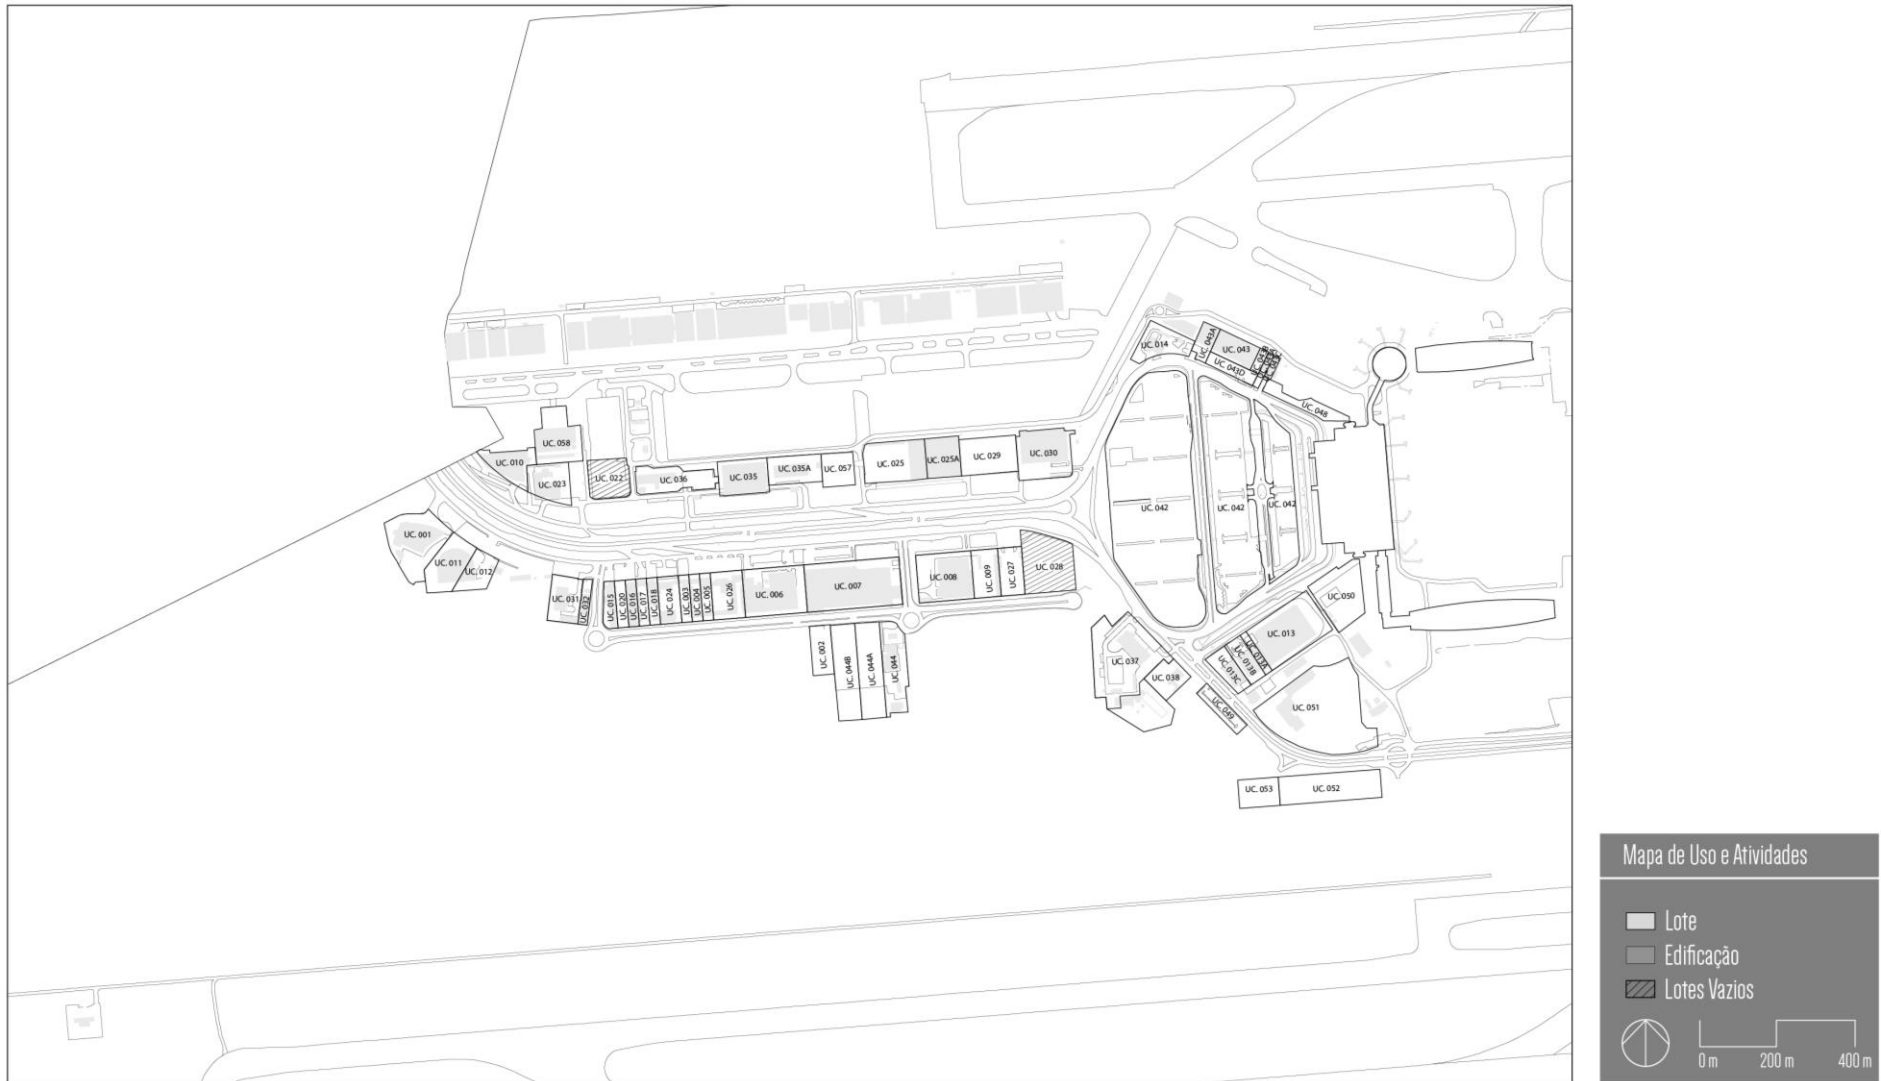 UC. 014
UC. 043A
UC. 043
UC. 043D
UC. 048
UC. 058
UC. 010
UC. 023
UC. 022
UC. 036
UC. 035
UC. 035A
UC. 057
UC. 025
UC. 025A
UC. 029
UC. 030
UC. 042
UC. 042
UC. 042
UC. 001
UC. 011
UC. 012
UC. 031
UC. 032
UC. 015
UC. 020
UC. 016
UC. 017
UC. 018
UC. 024
UC. 003
UC. 004
UC. 005
UC. 026
UC. 006
UC. 007
UC. 008
UC. 009
UC. 027
UC. 028
UC. 050
UC. 013
UC. 013A
UC. 013B
UC. 013C
UC. 002
UC. 044B
UC. 044A
UC. 044
UC. 037
UC. 038
UC. 049
UC. 051
UC. 053
UC. 052
Mapa de Uso e Atividades
Lote
Edificação
Lotes Vazios
0 m 200 m 400 m